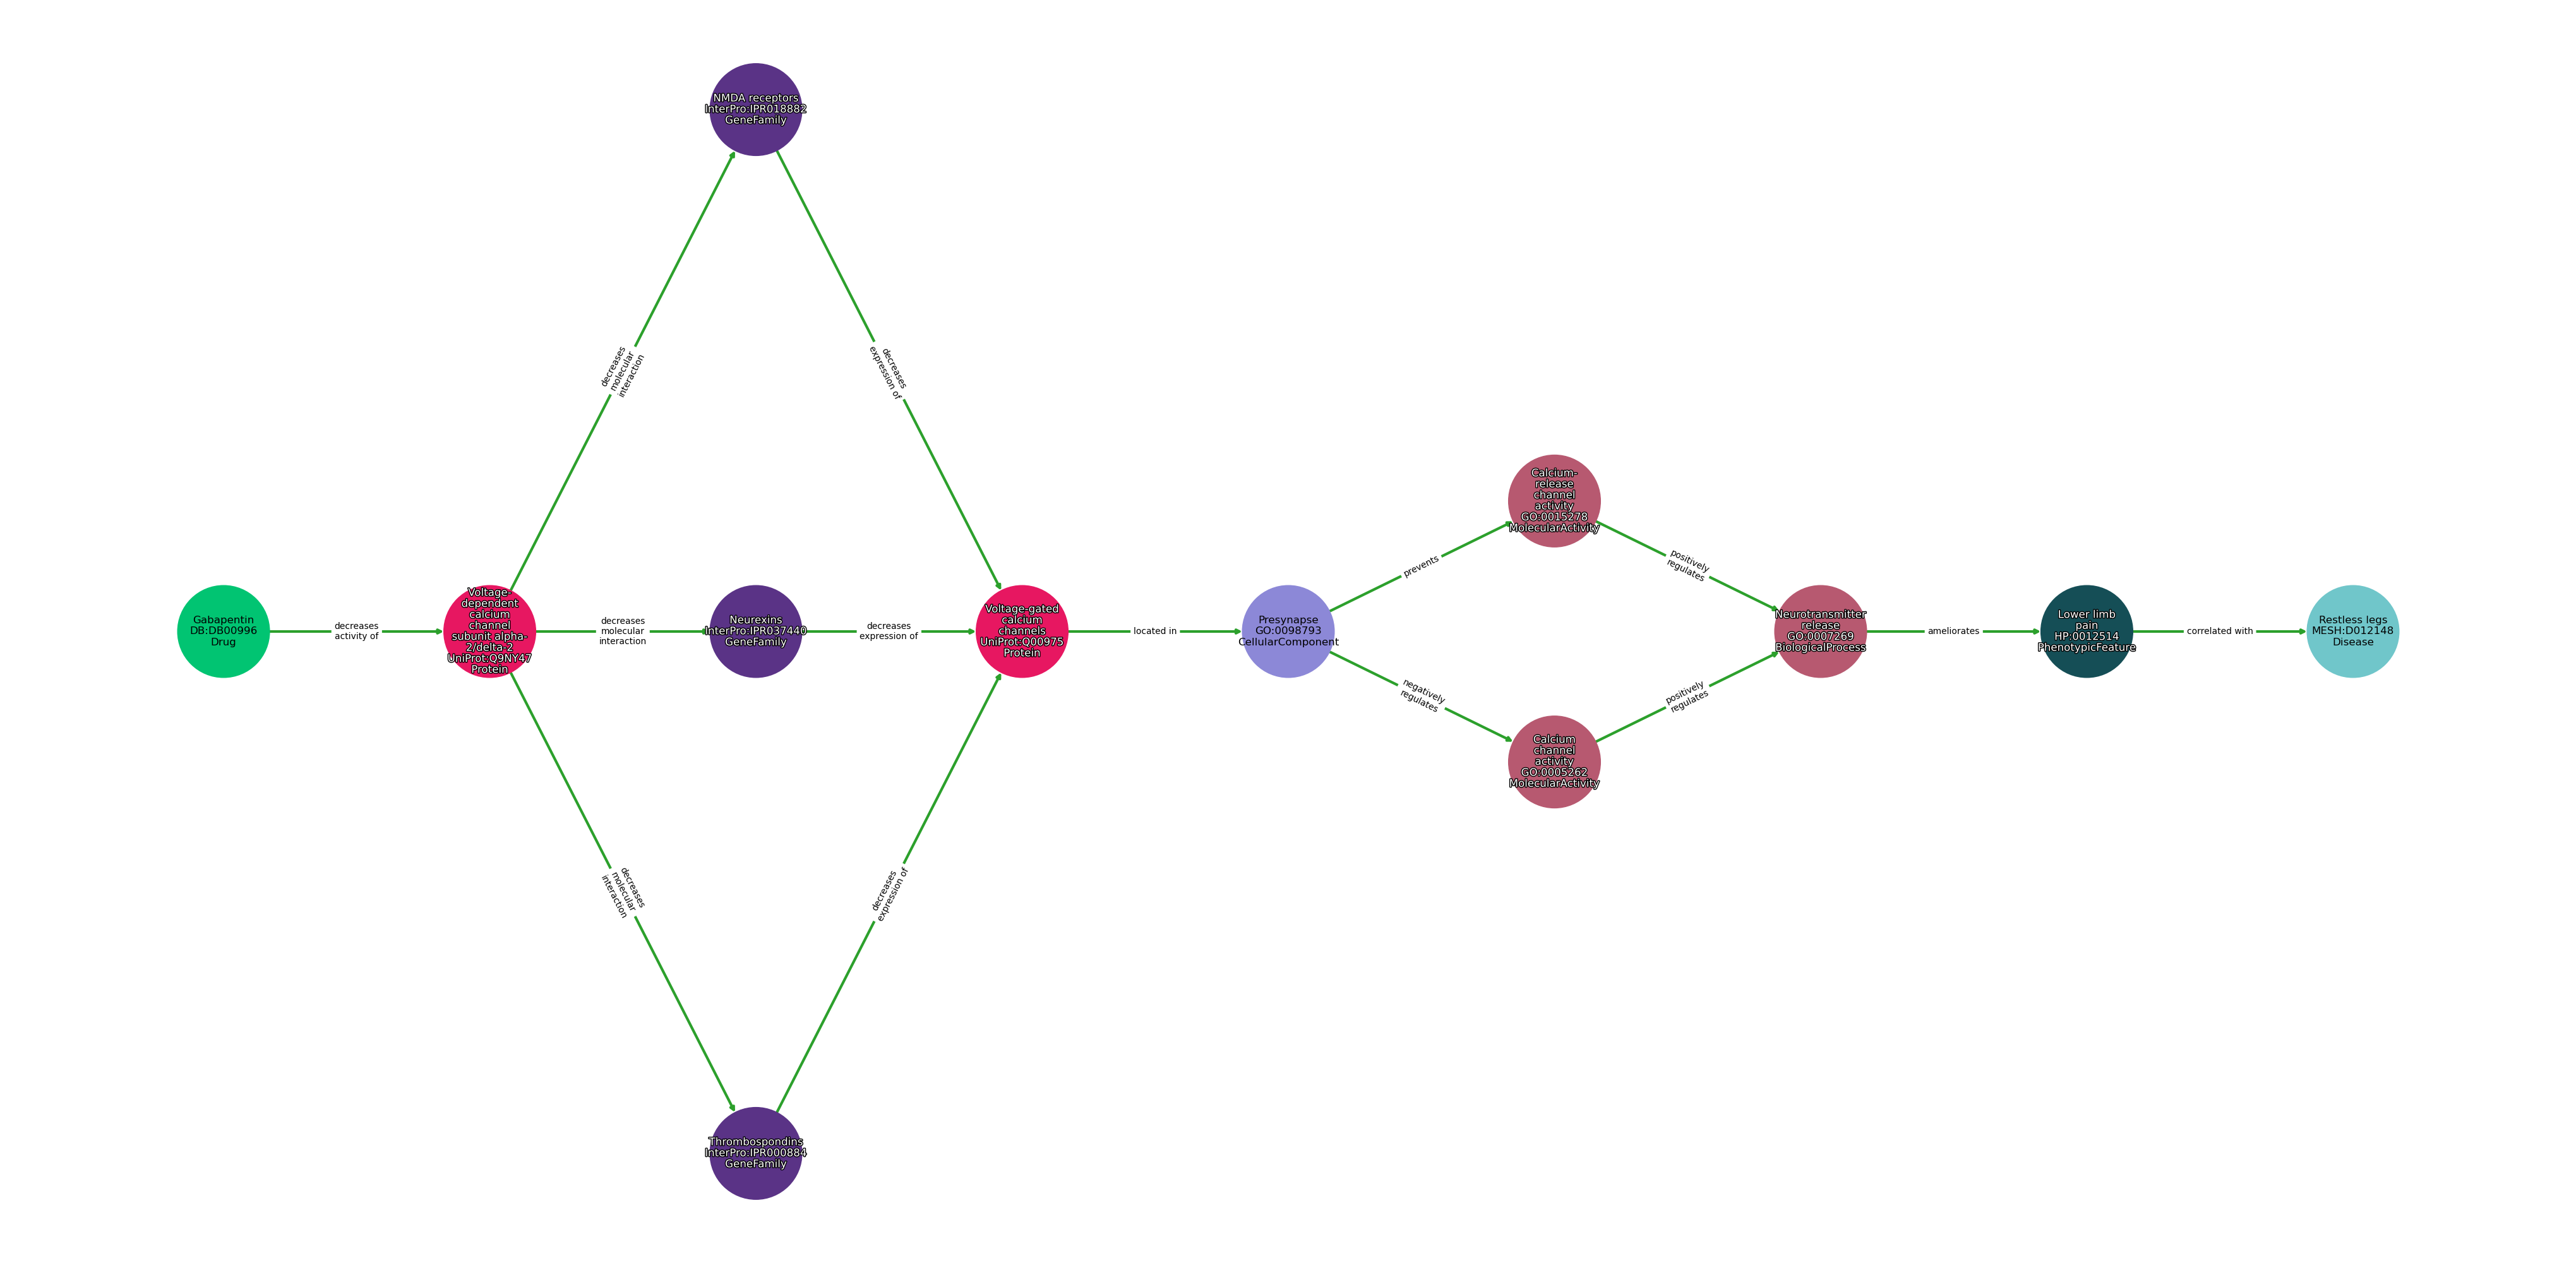 NMDA receptors
InterPro:IPR018882
GeneFamily
decreases
molecular
interaction
decreases
expression of
Gabapentin
DB:DB00996
Drug
decreases
activity of
Voltage-
dependent
calcium
channel
subunit alpha-
2/delta-2
UniProt:Q9NY47
Protein
decreases
molecular
interaction
Neurexins
InterPro:IPR037440
GeneFamily
decreases
expression of
Voltage-gated
calcium
channels
UniProt:Q00975
Protein
located in
Presynapse
GO:0098793
CellularComponent
prevents
Calcium-
release
channel
activity
GO:0015278
MolecularActivity
positively
regulates
negatively
regulates
Calcium
channel
activity
GO:0005262
MolecularActivity
positively
regulates
Neurotransmitter
release
GO:0007269
BiologicalProcess
ameliorates
Lower limb
pain
HP:0012514
PhenotypicFeature
correlated with
Restless legs
MESH:D012148
Disease
decreases
molecular
interaction
decreases
expression of
Thrombospondins
InterPro:IPR000884
GeneFamily